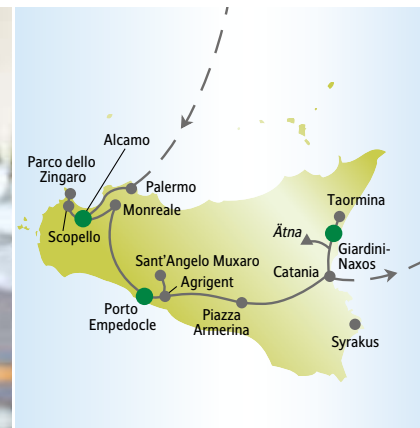 Alcamo
Parco dello
Zingaro
Palermo
Monreale
Scopello
Taormina
Ätna
Giardini-
Naxos
Sant'Angelo Muxaro
Catania
Agrigent
Porto
Empedocle
Piazza
Armerina
Syrakus